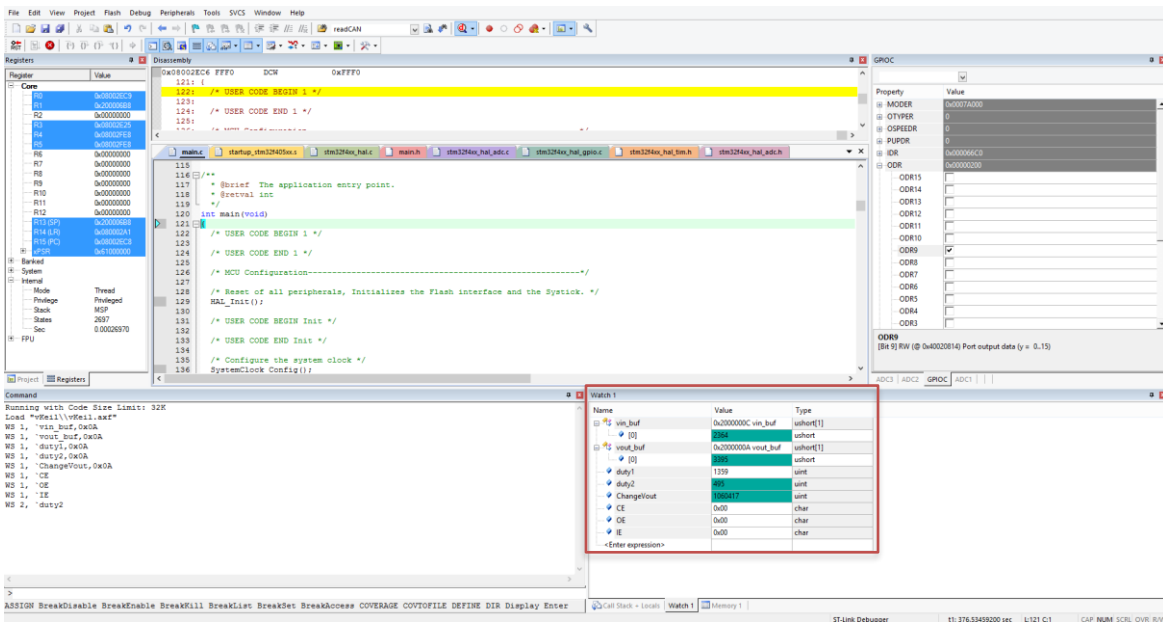 File Edit View Project Flash Debug Peripherals Tools SVCS Window Help
readCAN
Registers
Register Value
Core
R0 0x08002EC9
R1 0x200006B8
R2 0x00000000
R3 0x08002E25
R4 0x08002FE8
R5 0x08002FE8
R6 0x00000000
R7 0x00000000
R8 0x00000000
R9 0x00000000
R10 0x00000000
R11 0x00000000
R12 0x00000000
R13 (SP) 0x200006B8
R14 (LR) 0x080002A1
R15 (PC) 0x08002EC8
xPSR 0x61000000
Banked
System
Internal
Mode Thread
Privilege Privileged
Stack MSP
States 2697
Sec 0.00026970
FPU
Project Registers
Disassembly
0x08002EC6 FFF0 DCW 0xFFF0
121: {
122: /* USER CODE BEGIN 1 */
123:
124: /* USER CODE END 1 */
125:
main.c startup_stm32f405xx.s stm32f4xx_hal.c main.h stm32f4xx_hal_adc.c stm32f4xx_hal_gpio.c stm32f4xx_hal_tim.h stm32f4xx_hal_adc.h
115
116 /**
117 * @brief The application entry point.
118 * @retval int
119 */
120 int main(void)
121 {
122 /* USER CODE BEGIN 1 */
123
124 /* USER CODE END 1 */
125
126 /* MCU Configuration----------------------------------------------------------*/
127
128 /* Reset of all peripherals, Initializes the Flash interface and the Systick. */
129 HAL_Init();
130
131 /* USER CODE BEGIN Init */
132
133 /* USER CODE END Init */
134
135 /* Configure the system clock */
136 SystemClock_Config();
GPIOC
Property Value
MODER 0x0007A000
OTYPER 0
OSPEEDR 0
PUPDR 0
IDR 0x000066C0
ODR 0x00000200
ODR15
ODR14
ODR13
ODR12
ODR11
ODR10
ODR9
ODR8
ODR7
ODR6
ODR5
ODR4
ODR3
ODR9
[Bit 9] RW (@ 0x40020814) Port output data (y = 0..15)
ADC3 ADC2 GPIOC ADC1
Command
Running with Code Size Limit: 32K
Load "vKeil\\vKeil.axf"
WS 1, `vin_buf,0x0A
WS 1, `vout_buf,0x0A
WS 1, `duty1,0x0A
WS 1, `duty2,0x0A
WS 1, `ChangeVout,0x0A
WS 1, `CE
WS 1, `OE
WS 1, `IE
WS 2, `duty2
>
ASSIGN BreakDisable BreakEnable BreakKill BreakList BreakSet BreakAccess COVERAGE COVTOFILE DEFINE DIR Display Enter
Watch 1
Name Value Type
vin_buf 0x2000000C vin_buf ushort[1]
[0] 2364 ushort
vout_buf 0x2000000A vout_buf ushort[1]
[0] 3395 ushort
duty1 1359 uint
duty2 495 uint
ChangeVout 1060417 uint
CE 0x00 char
OE 0x00 char
IE 0x00 char
<Enter expression>
Call Stack + Locals Watch 1 Memory 1
ST-Link Debugger t1: 376.53459200 sec L:121 C:1 CAP NUM SCRL OVR R/W